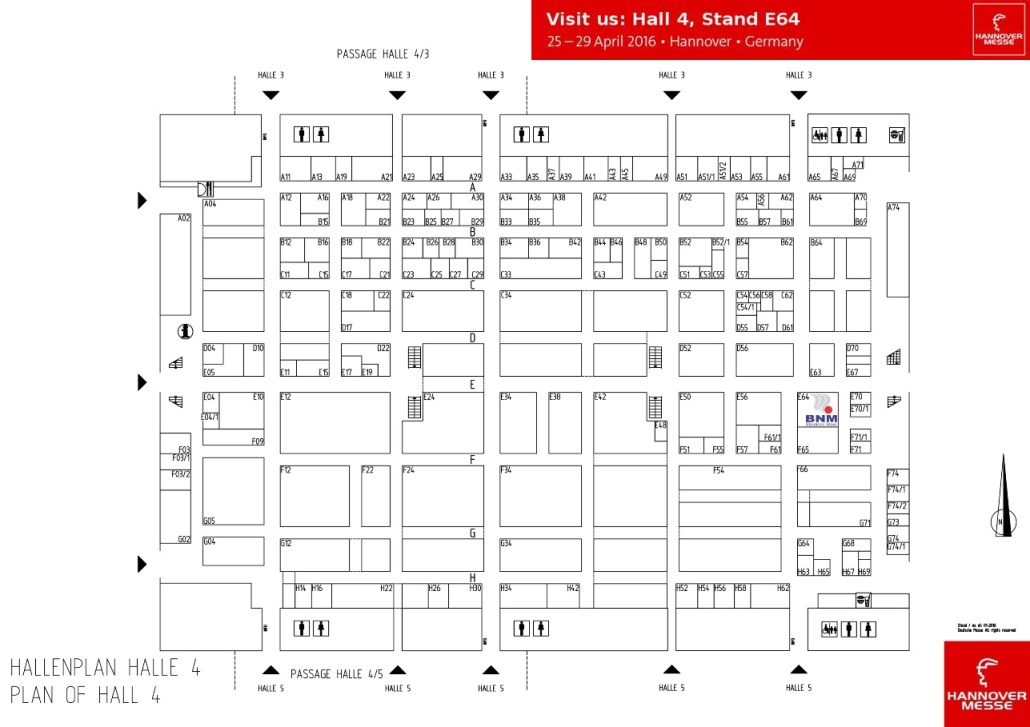 Visit us: Hall 4, Stand E64
25 – 29 April 2016 • Hannover • Germany
HANNOVER
MESSE
PASSAGE HALLE 4/3
HALLE 3 HALLE 3 HALLE 3 HALLE 3 HALLE 3
A11 A13 A19 A21 A23 A25 A29 A33 A35 A37 A39 A41 A43 A45 A49 A51 A51/1 A51/2 A53 A55 A61 A65 A67 A69 A71
A
A02 A04 A12 A16 A18 A22 A24 A26 A30 A34 A36 A38 A42 A52 A54 A56 A62 A64 A70 A74
B15 B21 B23 B25 B27 B29 B33 B35 B55 B57 B61 B69
B
B12 B16 B18 B22 B24 B26 B28 B30 B34 B36 B42 B44 B46 B48 B50 B52 B52/1 B54 B62 B64
C11 C15 C17 C21 C23 C25 C27 C29 C33 C43 C49 C51 C53 C55 C57
C
C12 C18 C22 C24 C34 C52 C54 C56 C58 C62
C54/1
D17 D55 D57 D61
D
D04 D10 D22 D52 D56 D70
E05 E11 E15 E17 E19 E63 E67
E
E04 E10 E12 E24 E34 E38 E42 E50 E56 E64 E70
E04/1 E70/1
BNM
E48
F09 F61/1 F71/1
F03 F51 F55 F57 F61 F65 F71
F03/1
F
F03/2 F12 F22 F24 F34 F54 F66 F74
F74/1
F74/2
G05 G71 G73
G
G02 G04 G12 G34 G64 G68 G74
G74/1
H63 H65 H67 H69
H
H14 H16 H22 H26 H30 H34 H42 H52 H54 H56 H58 H62
N
Stand / as at: 01/2016
Deutsche Messe All rights reserved
HALLENPLAN HALLE 4
PLAN OF HALL 4
PASSAGE HALLE 4/5
HALLE 5 HALLE 5 HALLE 5 HALLE 5 HALLE 5
HANNOVER
MESSE